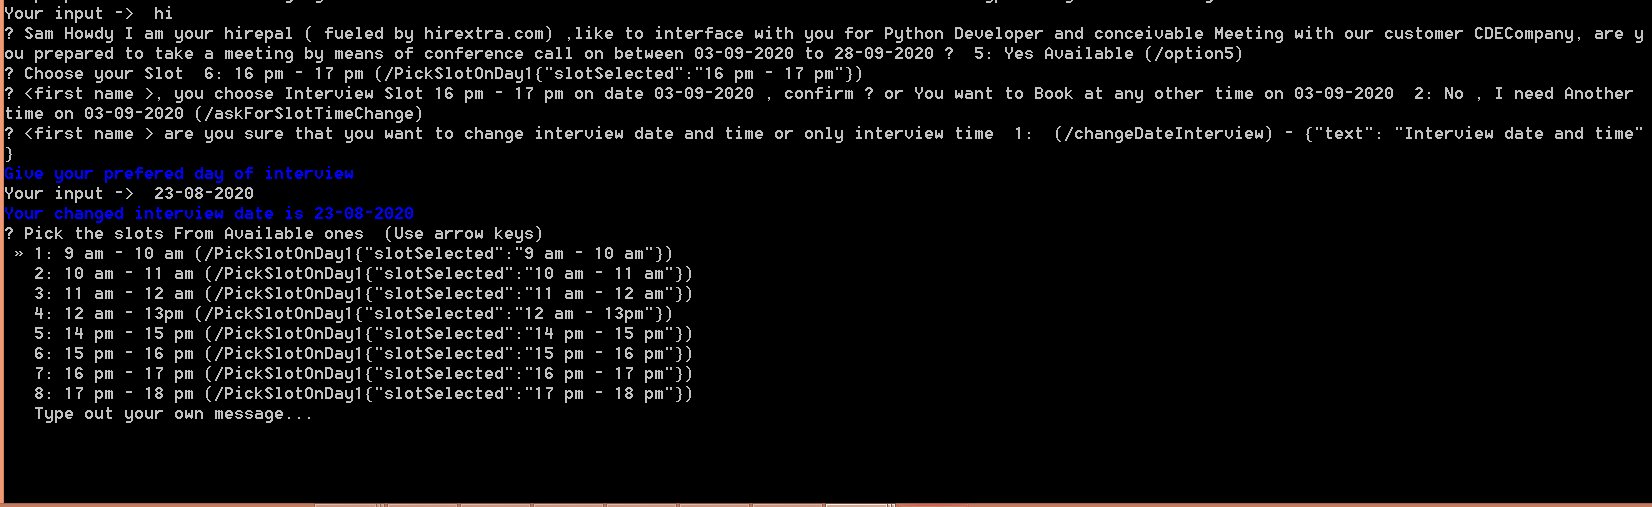 Your input ->  hi
? Sam Howdy I am your hirepal ( fueled by hirextra.com) ,like to interface with you for Python Developer and conceivable Meeting with our customer CDECompany, are y
ou prepared to take a meeting by means of conference call on between 03-09-2020 to 28-09-2020 ?  5: Yes Available (/option5)
? Choose your Slot  6: 16 pm - 17 pm (/PickSlotOnDay1{"slotSelected":"16 pm - 17 pm"})
? <first name >, you choose Interview Slot 16 pm - 17 pm on date 03-09-2020 , confirm ? or You want to Book at any other time on 03-09-2020  2: No , I need Another
time on 03-09-2020 (/askForSlotTimeChange)
? <first name > are you sure that you want to change interview date and time or only interview time  1:  (/changeDateInterview) - {"text": "Interview date and time"
}
Give your prefered day of interview
Your input ->  23-08-2020
Your changed interview date is 23-08-2020
? Pick the slots From Available ones  (Use arrow keys)
» 1: 9 am - 10 am (/PickSlotOnDay1{"slotSelected":"9 am - 10 am"})
2: 10 am - 11 am (/PickSlotOnDay1{"slotSelected":"10 am - 11 am"})
3: 11 am - 12 am (/PickSlotOnDay1{"slotSelected":"11 am - 12 am"})
4: 12 am - 13pm (/PickSlotOnDay1{"slotSelected":"12 am - 13pm"})
5: 14 pm - 15 pm (/PickSlotOnDay1{"slotSelected":"14 pm - 15 pm"})
6: 15 pm - 16 pm (/PickSlotOnDay1{"slotSelected":"15 pm - 16 pm"})
7: 16 pm - 17 pm (/PickSlotOnDay1{"slotSelected":"16 pm - 17 pm"})
8: 17 pm - 18 pm (/PickSlotOnDay1{"slotSelected":"17 pm - 18 pm"})
Type out your own message...